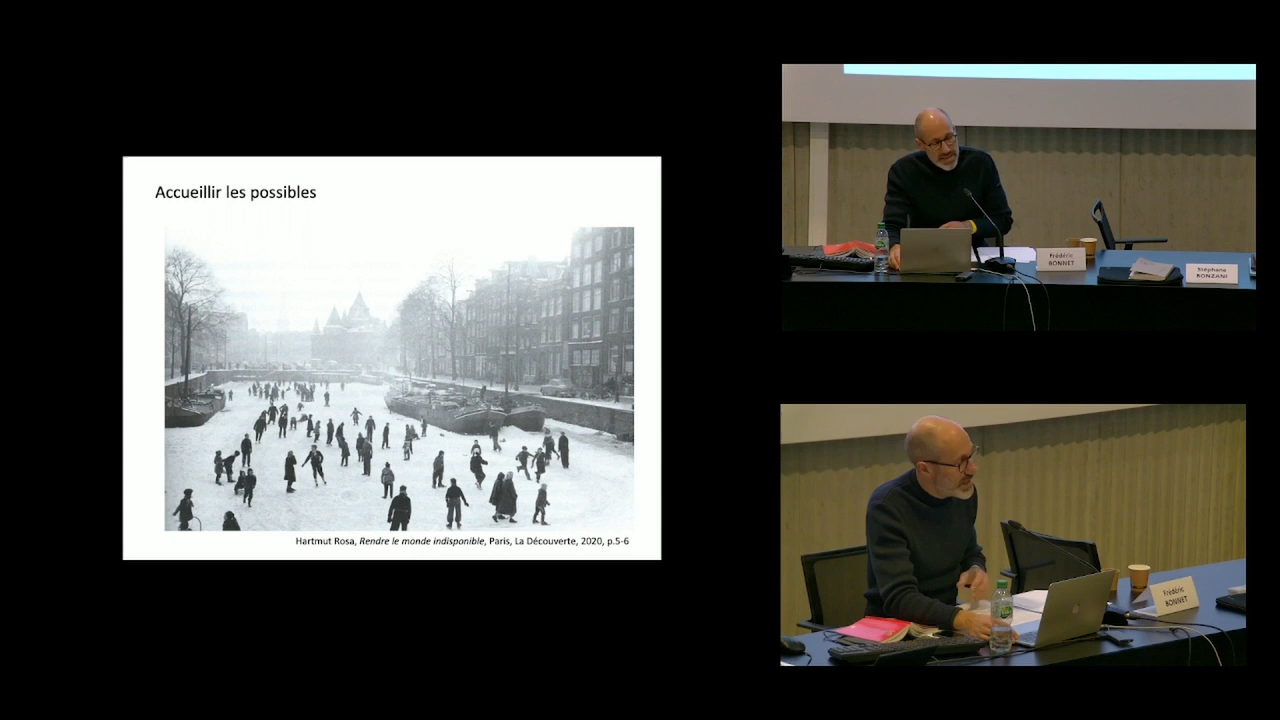 Accueillir les possibles
Hartmut Rosa, Rendre le monde indisponible, Paris, La Découverte, 2020, p.5-6
Frédéric
BONNET
Stéphane
BONZANI
Frédéric
BONNET